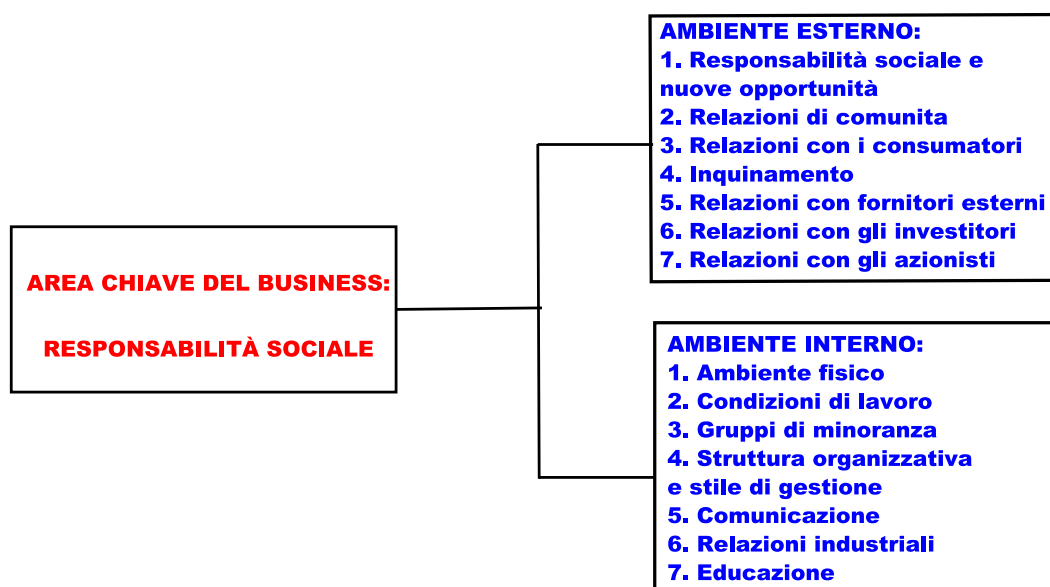 AREA CHIAVE DEL BUSINESS:
RESPONSABILITÀ SOCIALE
AMBIENTE ESTERNO:
1. Responsabilità sociale e
nuove opportunità
2. Relazioni di comunita
3. Relazioni con i consumatori
4. Inquinamento
5. Relazioni con fornitori esterni
6. Relazioni con gli investitori
7. Relazioni con gli azionisti
AMBIENTE INTERNO:
1. Ambiente fisico
2. Condizioni di lavoro
3. Gruppi di minoranza
4. Struttura organizzativa
e stile di gestione
5. Comunicazione
6. Relazioni industriali
7. Educazione